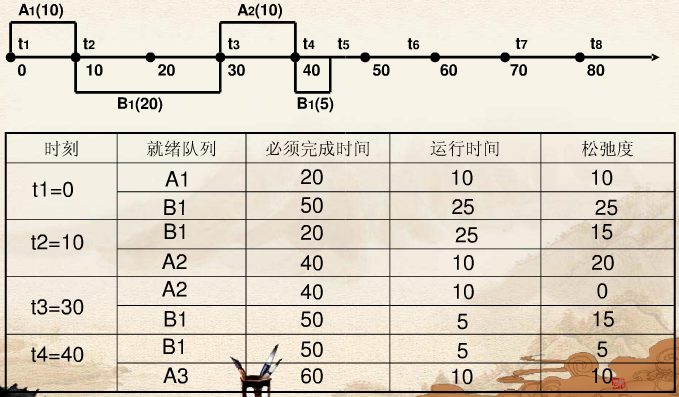 A1(10) A2(10)
t1 t2 t3 t4 t5 t6 t7 t8
0 10 20 30 40 50 60 70 80
B1(20) B1(5)
时刻 就绪队列 必须完成时间 运行时间 松弛度
t1=0 A1 20 10 10
B1 50 25 25
t2=10 B1 20 25 15
A2 40 10 20
t3=30 A2 40 10 0
B1 50 5 15
t4=40 B1 50 5 5
A3 60 10 10